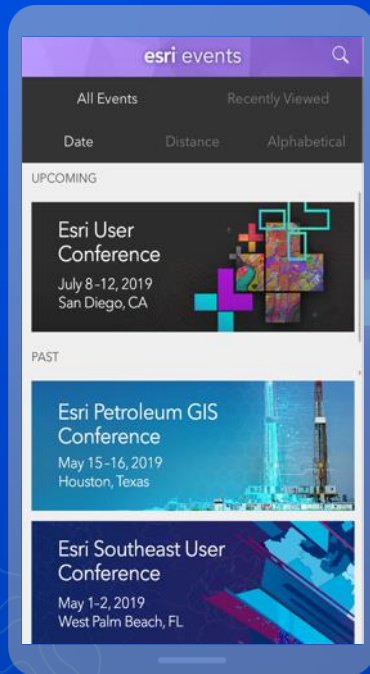 esri events
All Events
Recently Viewed
Date
Distance
Alphabetical
UPCOMING
Esri User
Conference
July 8-12, 2019
San Diego, CA
PAST
Esri Petroleum GIS
Conference
May 15-16, 2019
Houston, Texas
Esri Southeast User
Conference
May 1-2, 2019
West Palm Beach, FL